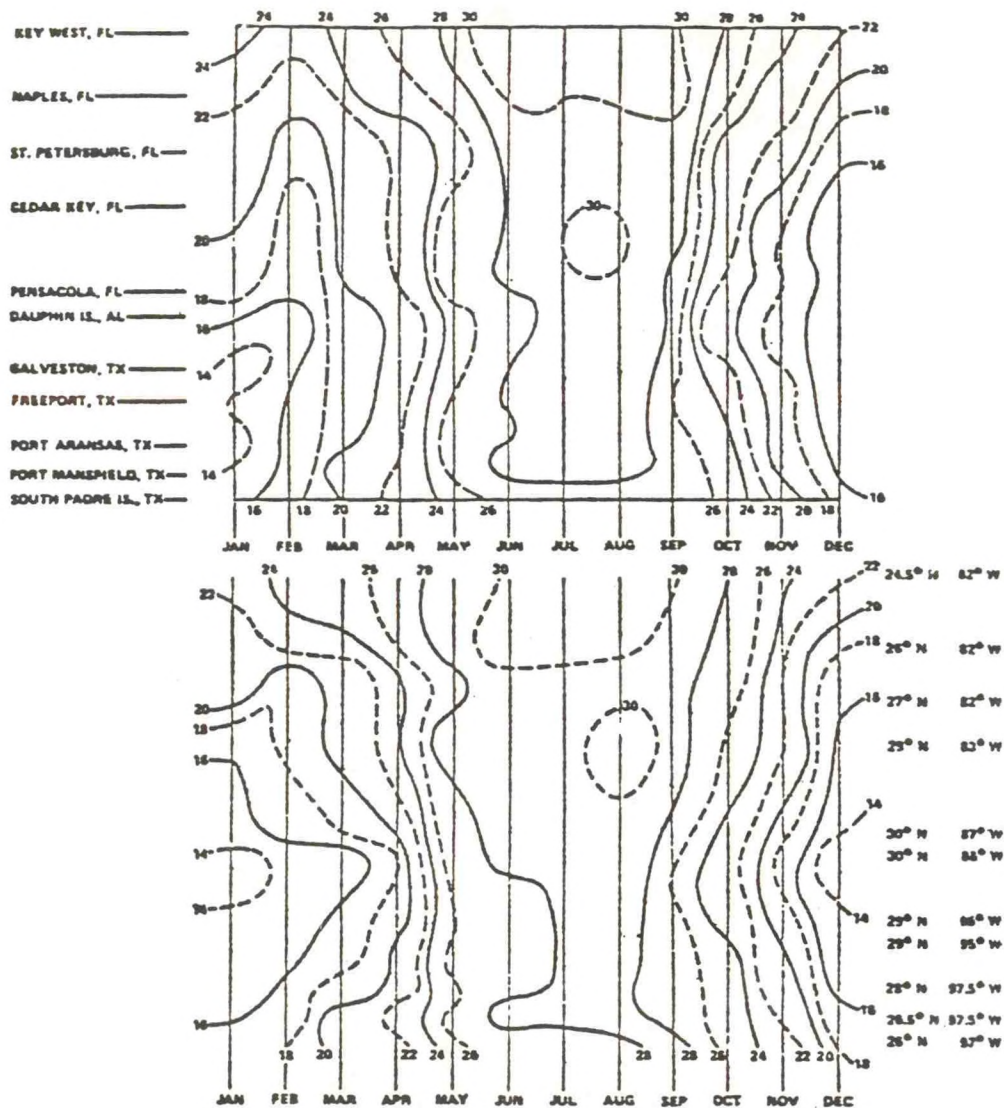 24 24 26 28 30 30 28 26 24 22
KEY WEST, FL
24 20
NAPLES, FL
22 18
ST. PETERSBURG, FL
16
CEDAR KEY, FL 30
20
PENSACOLA, FL 18
DAUPHIN IS., AL 16
GALVESTON, TX 14
FREEPORT, TX
PORT ARANSAS, TX
PORT MANSFIELD, TX 14
SOUTH PADRE IS., TX 16
16 18 20 22 24 26 26 24 22 20 18
JAN FEB MAR APR MAY JUN JUL AUG SEP OCT NOV DEC
24 26 28 30 30 28 26 24 22 24.5° N 82° W
22 20
18 26° N 82° W
20 16 27° N 82° W
18 30
16 29° N 83° W
14
30° N 87° W
14 30° N 88° W
14 14 29° N 95° W
16 28° N 97.5° W
16 26.5° N 97.5° W
26° N 97° W
18 20 22 24 26 28 28 26 24 22 20 18
JAN FEB MAR APR MAY JUN JUL AUG SEP OCT NOV DEC